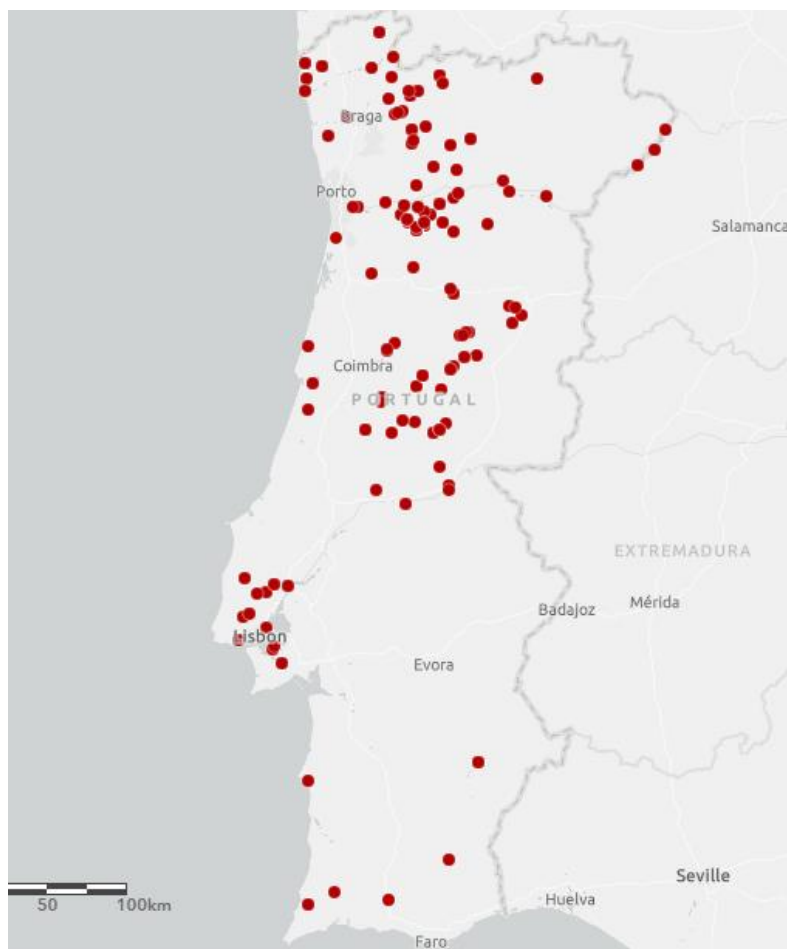 Braga
Porto
Salamanca
Coimbra
PORTUGAL
EXTREMADURA
Badajoz
Mérida
Lisbon
Evora
Seville
50
100km
Huelva
Faro